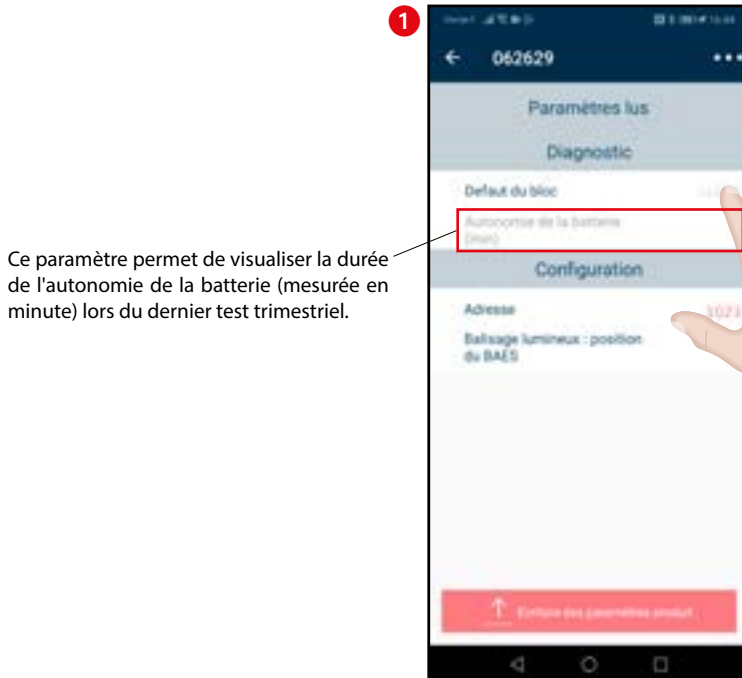 1
062629
Paramètres lus
Diagnostic
Defaut du bloc
Autonomie de la batterie
(min)
Ce paramètre permet de visualiser la durée
de l'autonomie de la batterie (mesurée en
minute) lors du dernier test trimestriel.
Configuration
Adresse 1023
Balisage lumineux : position
du BAES
Ecriture des paramètres produit